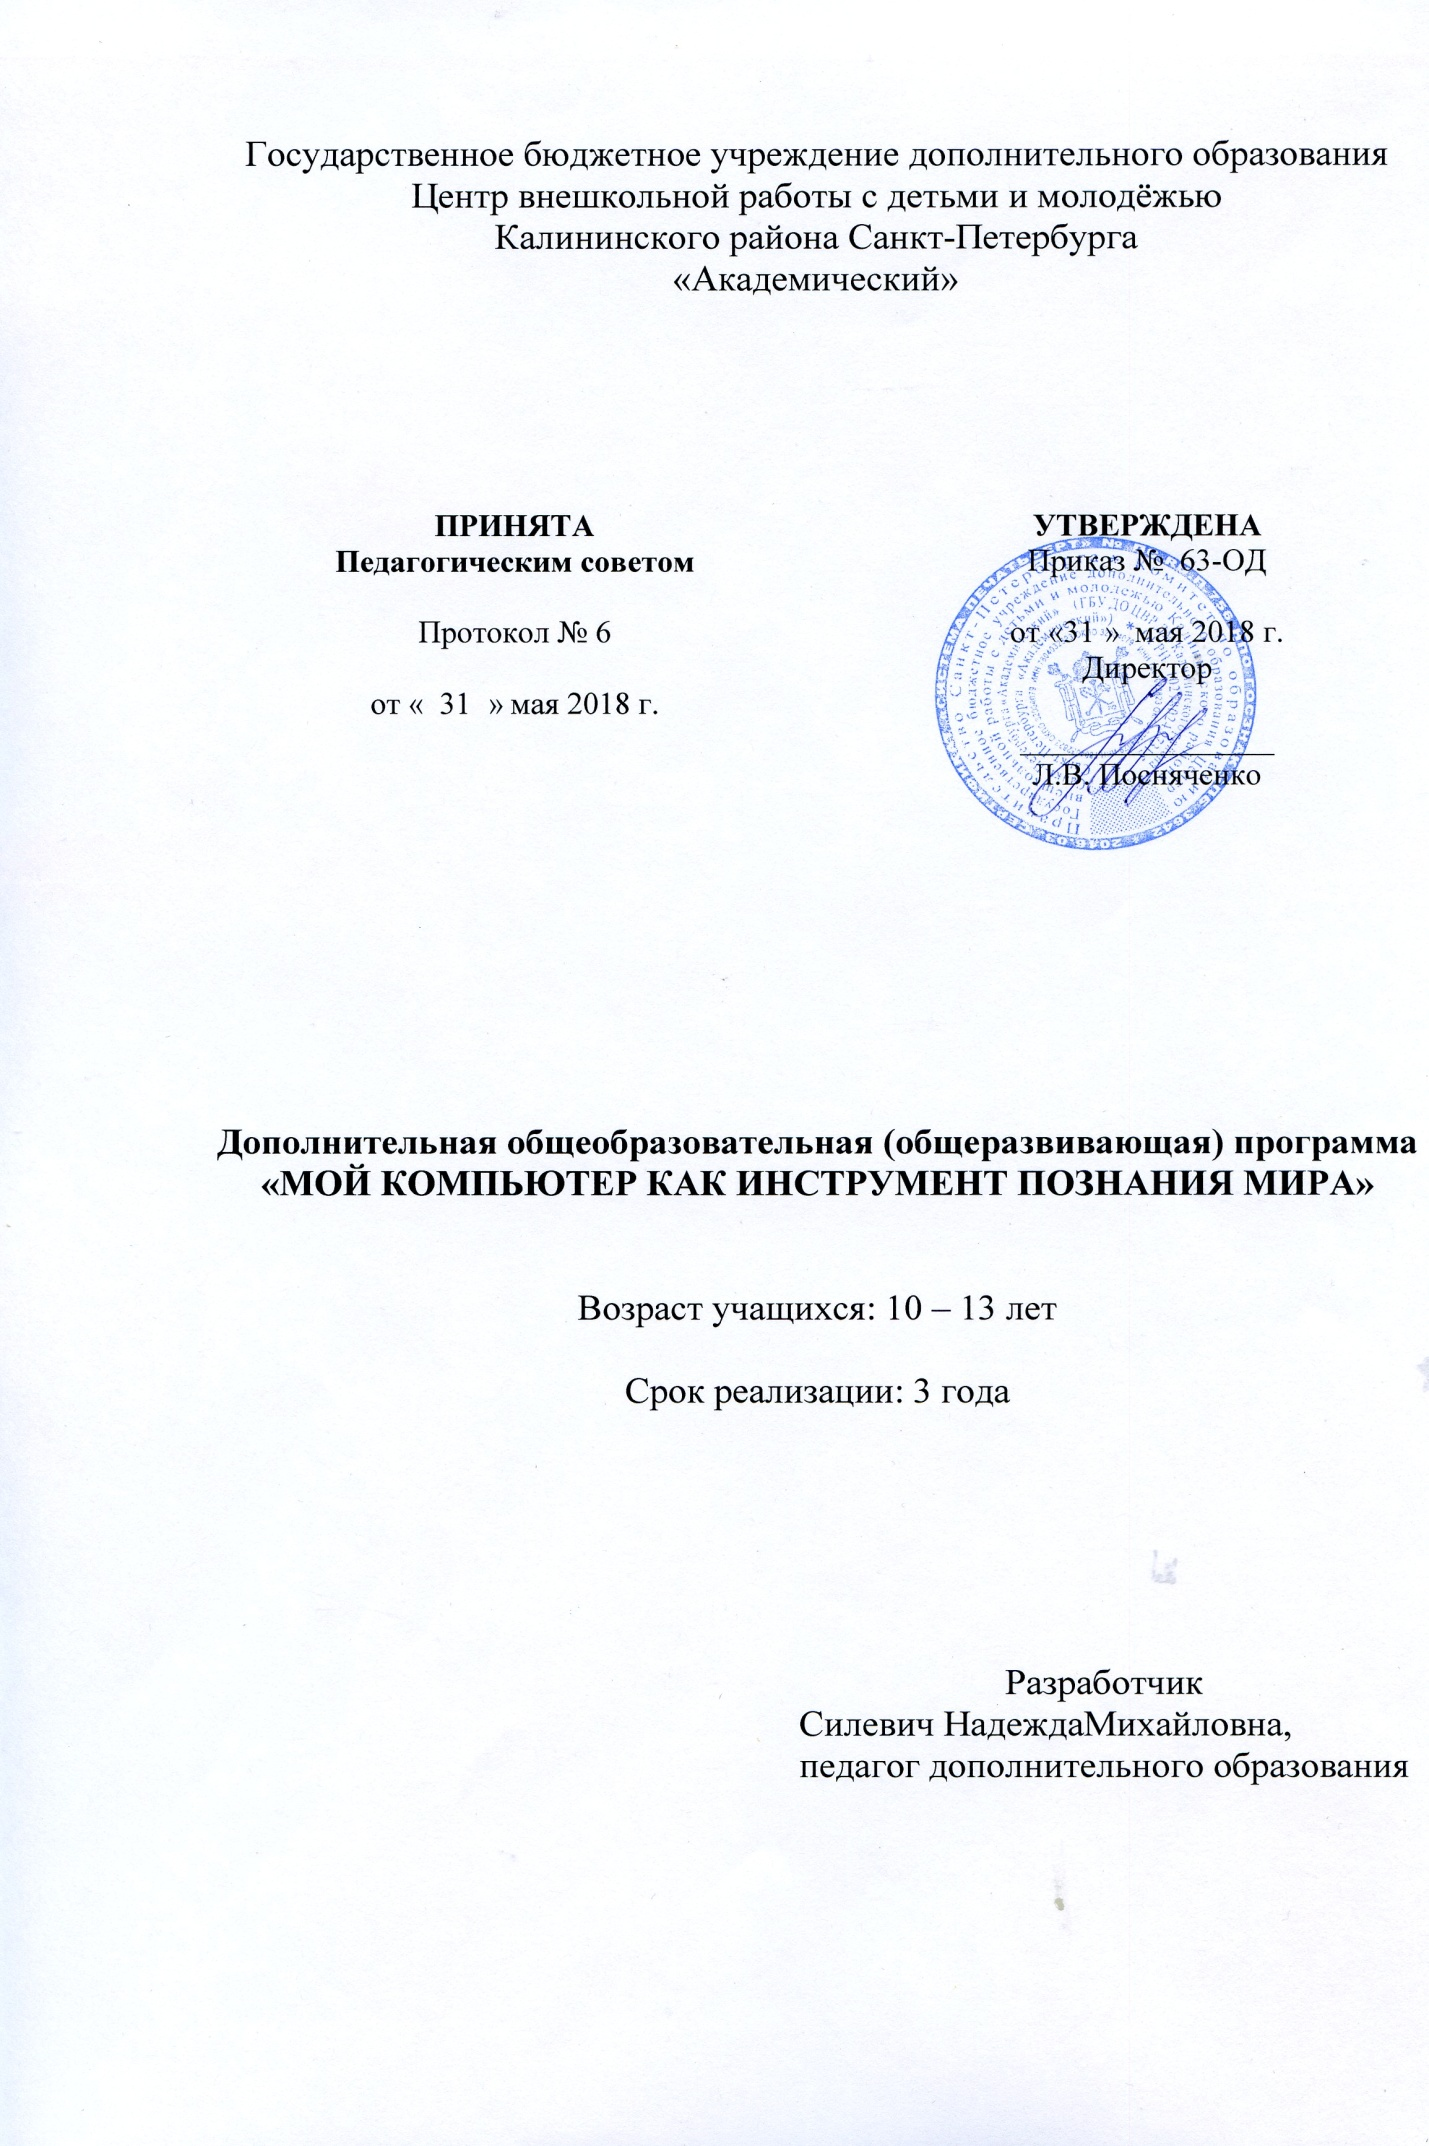 Государственное бюджетное учреждение дополнительного образования
Центр внешкольной работы с детьми и молодёжью
Калининского района Санкт-Петербурга
«Академический»
ПРИНЯТА
Педагогическим советом
Протокол № 6
от « 31 » мая 2018 г.
УТВЕРЖДЕНА
Приказ № 63-ОД
от «31 » мая 2018 г.
Директор
Л.В. Посняченко
Дополнительная общеобразовательная (общеразвивающая) программа
«МОЙ КОМПЬЮТЕР КАК ИНСТРУМЕНТ ПОЗНАНИЯ МИРА»
Возраст учащихся: 10 – 13 лет
Срок реализации: 3 года
Разработчик
Силевич НадеждаМихайловна,
педагог дополнительного образования